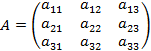 A = (a₁₁ a₁₂ a₁₃
a₂₁ a₂₂ a₂₃
a₃₁ a₃₂ a₃₃)